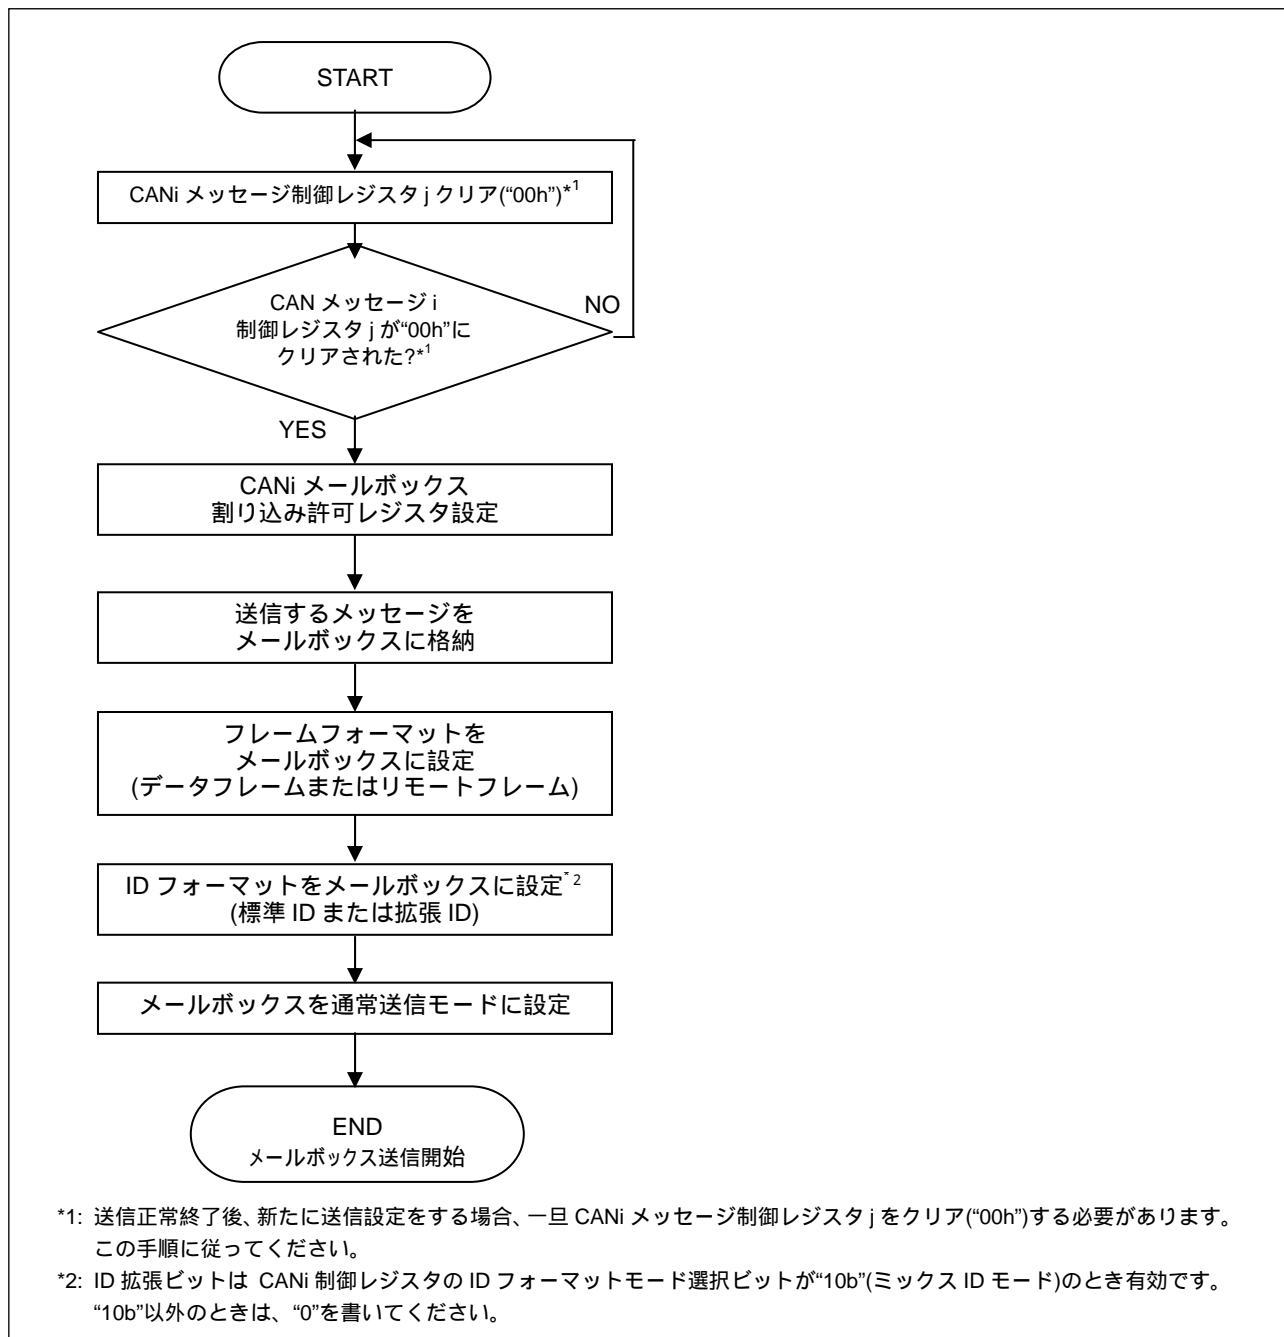 START
CANi メッセージ制御レジスタ j クリア(“00h”)*1
CAN メッセージ i
制御レジスタ j が“00h”に
クリアされた?*1
NO
YES
CANi メールボックス
割り込み許可レジスタ設定
送信するメッセージを
メールボックスに格納
フレームフォーマットを
メールボックスに設定
(データフレームまたはリモートフレーム)
ID フォーマットをメールボックスに設定*2
(標準 ID または拡張 ID)
メールボックスを通常送信モードに設定
END
メールボックス送信開始
*1: 送信正常終了後、新たに送信設定をする場合、一旦 CANi メッセージ制御レジスタ j をクリア(“00h”)する必要があります。
この手順に従ってください。
*2: ID 拡張ビットは CANi 制御レジスタの ID フォーマットモード選択ビットが“10b”(ミックス ID モード)のとき有効です。
“10b”以外のときは、“0”を書いてください。